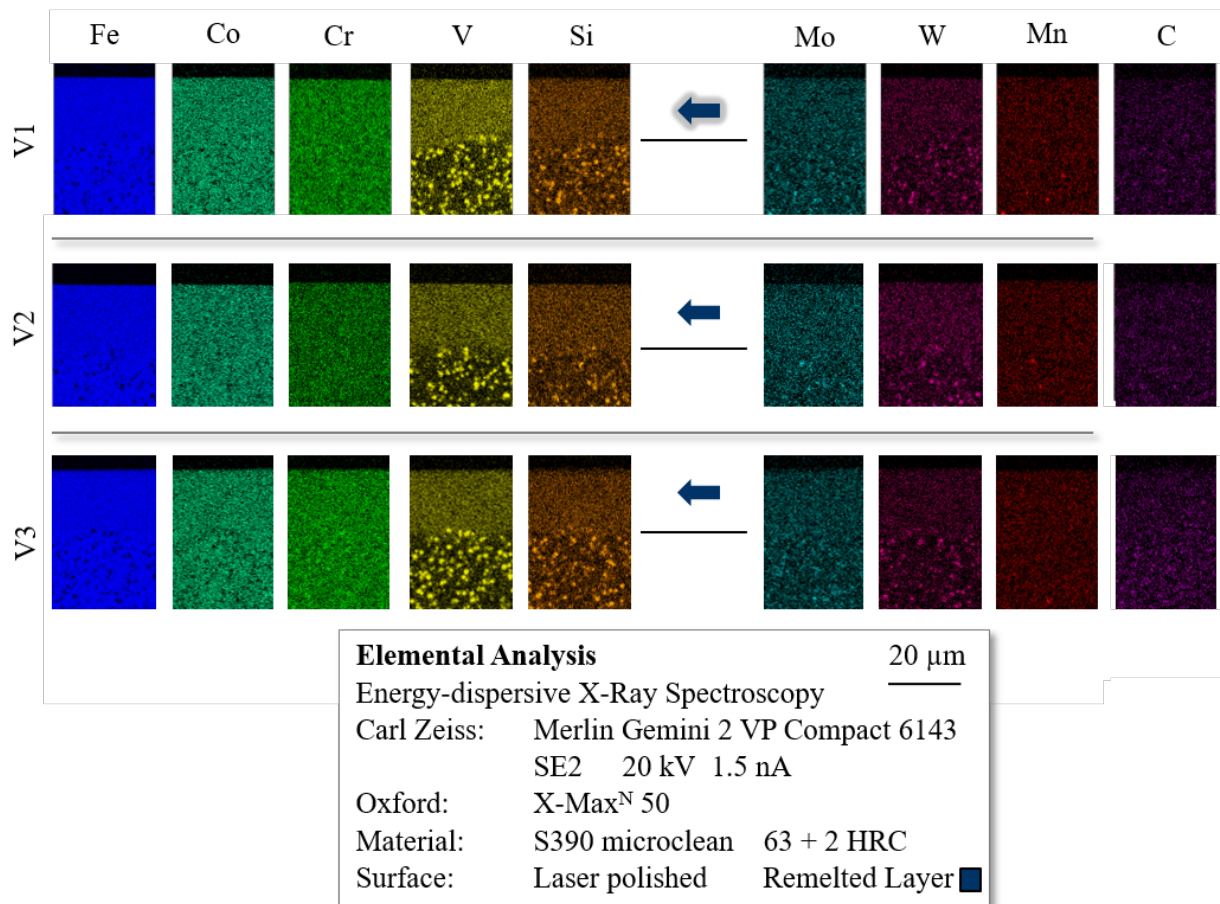 Fe Co Cr V Si Mo W Mn C
V1
V2
V3
Elemental Analysis 20 µm
Energy-dispersive X-Ray Spectroscopy
Carl Zeiss: Merlin Gemini 2 VP Compact 6143
SE2 20 kV 1.5 nA
Oxford: X-Maxᴺ 50
Material: S390 microclean 63 + 2 HRC
Surface: Laser polished Remelted Layer